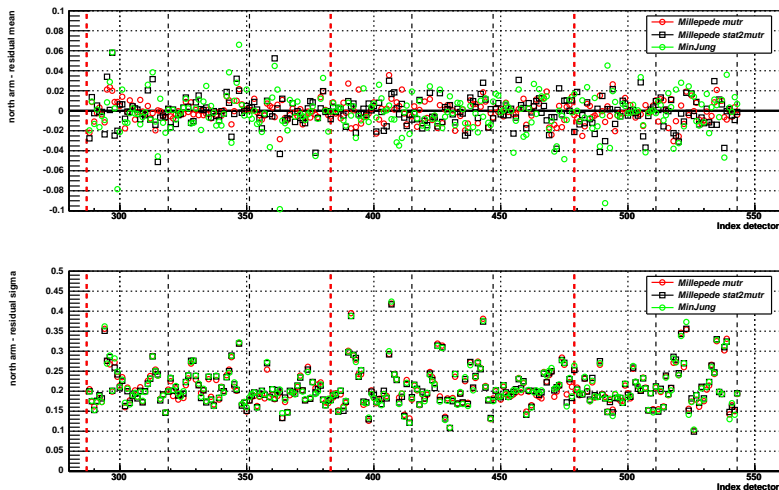 north arm - residual mean
0.1
0.08
0.06
0.04
0.02
0
-0.02
-0.04
-0.06
-0.08
-0.1
Millepede mutr
Millepede stat2mutr
MinJung
300 350 400 450 500 550
Index detector
north arm - residual sigma
0.5
0.45
0.4
0.35
0.3
0.25
0.2
0.15
0.1
0.05
0
Millepede mutr
Millepede stat2mutr
MinJung
300 350 400 450 500 550
Index detector